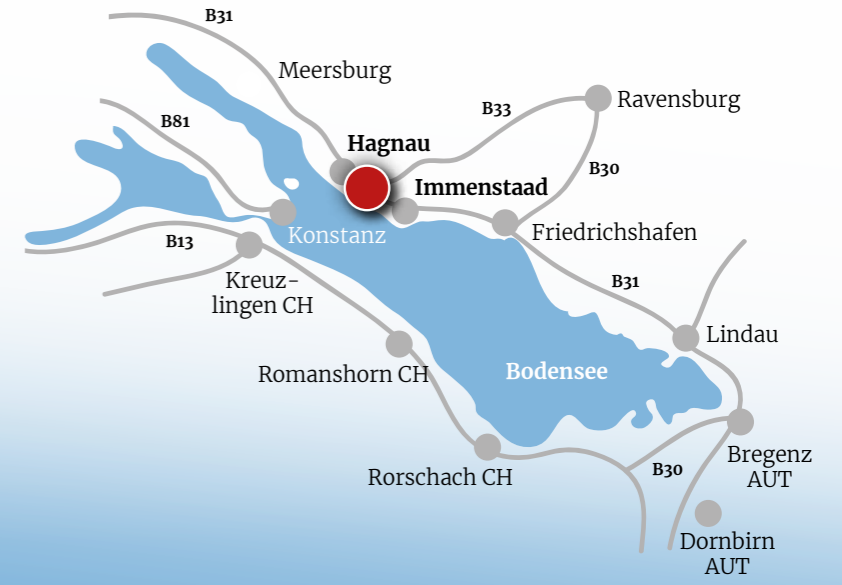 B31
Meersburg
B33
Ravensburg
B81
Hagnau
B30
Immenstaad
Konstanz
Friedrichshafen
B13
Kreuz-
lingen CH
B31
Lindau
Bodensee
Romanshorn CH
Bregenz
AUT
Rorschach CH
B30
Dornbirn
AUT